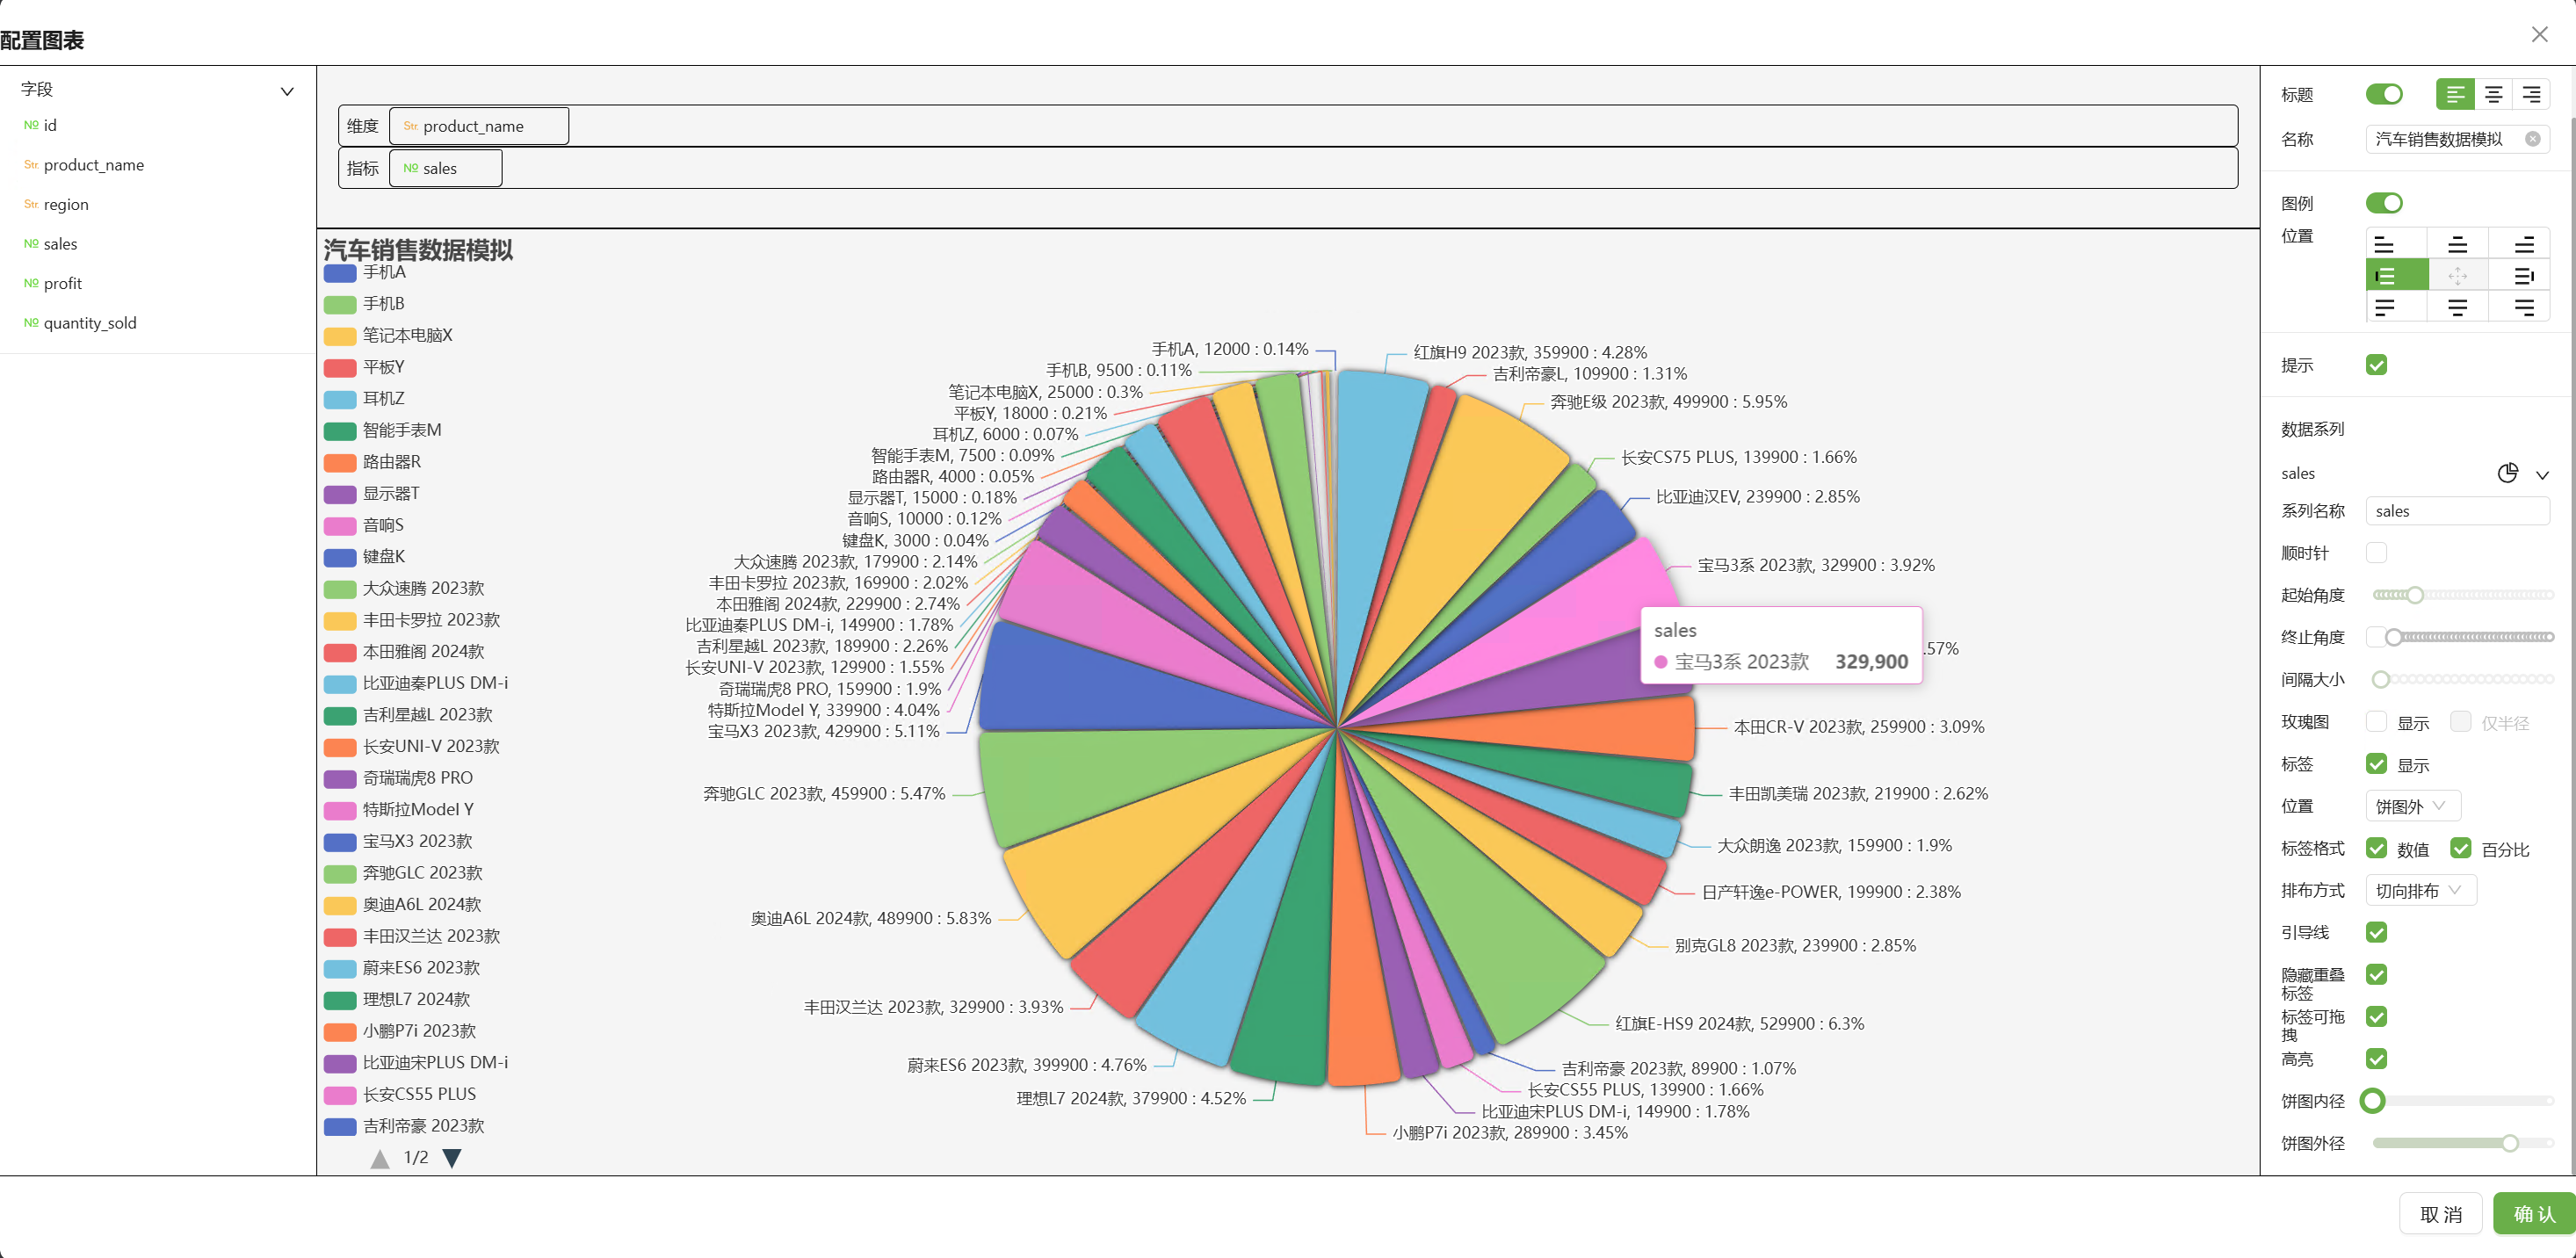 配置图表
字段
№ id
Str. product_name
Str. region
№ sales
№ profit
№ quantity_sold
维度 Str. product_name
指标 № sales
汽车销售数据模拟
手机A
手机B
笔记本电脑X
平板Y
耳机Z
智能手表M
路由器R
显示器T
音响S
键盘K
大众速腾 2023款
丰田卡罗拉 2023款
本田雅阁 2024款
比亚迪秦PLUS DM-i
吉利星越L 2023款
长安UNI-V 2023款
奇瑞瑞虎8 PRO
特斯拉Model Y
宝马X3 2023款
奔驰GLC 2023款
奥迪A6L 2024款
丰田汉兰达 2023款
蔚来ES6 2023款
理想L7 2024款
小鹏P7i 2023款
比亚迪宋PLUS DM-i
长安CS55 PLUS
吉利帝豪 2023款
1/2
手机A, 12000 : 0.14%
手机B, 9500 : 0.11%
笔记本电脑X, 25000 : 0.3%
平板Y, 18000 : 0.21%
耳机Z, 6000 : 0.07%
智能手表M, 7500 : 0.09%
路由器R, 4000 : 0.05%
显示器T, 15000 : 0.18%
音响S, 10000 : 0.12%
键盘K, 3000 : 0.04%
大众速腾 2023款, 179900 : 2.14%
丰田卡罗拉 2023款, 169900 : 2.02%
本田雅阁 2024款, 229900 : 2.74%
比亚迪秦PLUS DM-i, 149900 : 1.78%
吉利星越L 2023款, 189900 : 2.26%
长安UNI-V 2023款, 129900 : 1.55%
奇瑞瑞虎8 PRO, 159900 : 1.9%
特斯拉Model Y, 339900 : 4.04%
宝马X3 2023款, 429900 : 5.11%
奔驰GLC 2023款, 459900 : 5.47%
奥迪A6L 2024款, 489900 : 5.83%
丰田汉兰达 2023款, 329900 : 3.93%
蔚来ES6 2023款, 399900 : 4.76%
理想L7 2024款, 379900 : 4.52%
红旗H9 2023款, 359900 : 4.28%
吉利帝豪L, 109900 : 1.31%
奔驰E级 2023款, 499900 : 5.95%
长安CS75 PLUS, 139900 : 1.66%
比亚迪汉EV, 239900 : 2.85%
宝马3系 2023款, 329900 : 3.92%
sales
宝马3系 2023款 329,900
.57%
本田CR-V 2023款, 259900 : 3.09%
丰田凯美瑞 2023款, 219900 : 2.62%
大众朗逸 2023款, 159900 : 1.9%
日产轩逸e-POWER, 199900 : 2.38%
别克GL8 2023款, 239900 : 2.85%
红旗E-HS9 2024款, 529900 : 6.3%
吉利帝豪 2023款, 89900 : 1.07%
长安CS55 PLUS, 139900 : 1.66%
比亚迪宋PLUS DM-i, 149900 : 1.78%
小鹏P7i 2023款, 289900 : 3.45%
标题
名称 汽车销售数据模拟
图例
位置
提示
数据系列
sales
系列名称 sales
顺时针
起始角度
终止角度
间隔大小
玫瑰图 显示 仅半径
标签 显示
位置 饼图外
标签格式 数值 百分比
排布方式 切向排布
引导线
隐藏重叠
标签
标签可拖
拽
高亮
饼图内径
饼图外径
取 消 确 认